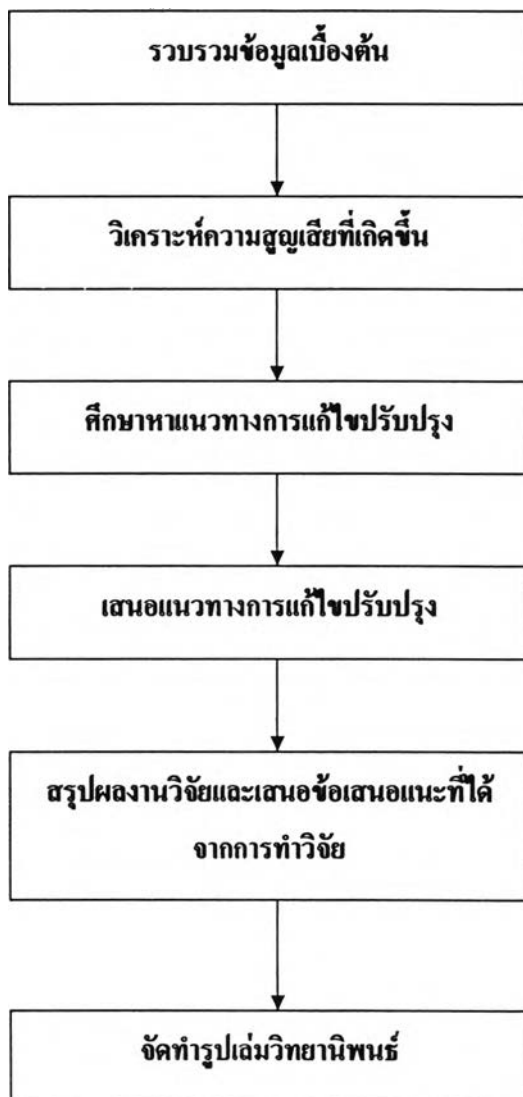 รวบรวมข้อมูลเบื้องต้น
วิเคราะห์ความสูญเสียที่เกิดขึ้น
ศึกษาหาแนวทางการแก้ไขปรับปรุง
เสนอแนวทางการแก้ไขปรับปรุง
สรุปผลงานวิจัยและเสนอข้อเสนอแนะที่ได้
จากการทำวิจัย
จัดทำรูปเล่มวิทยานิพนธ์